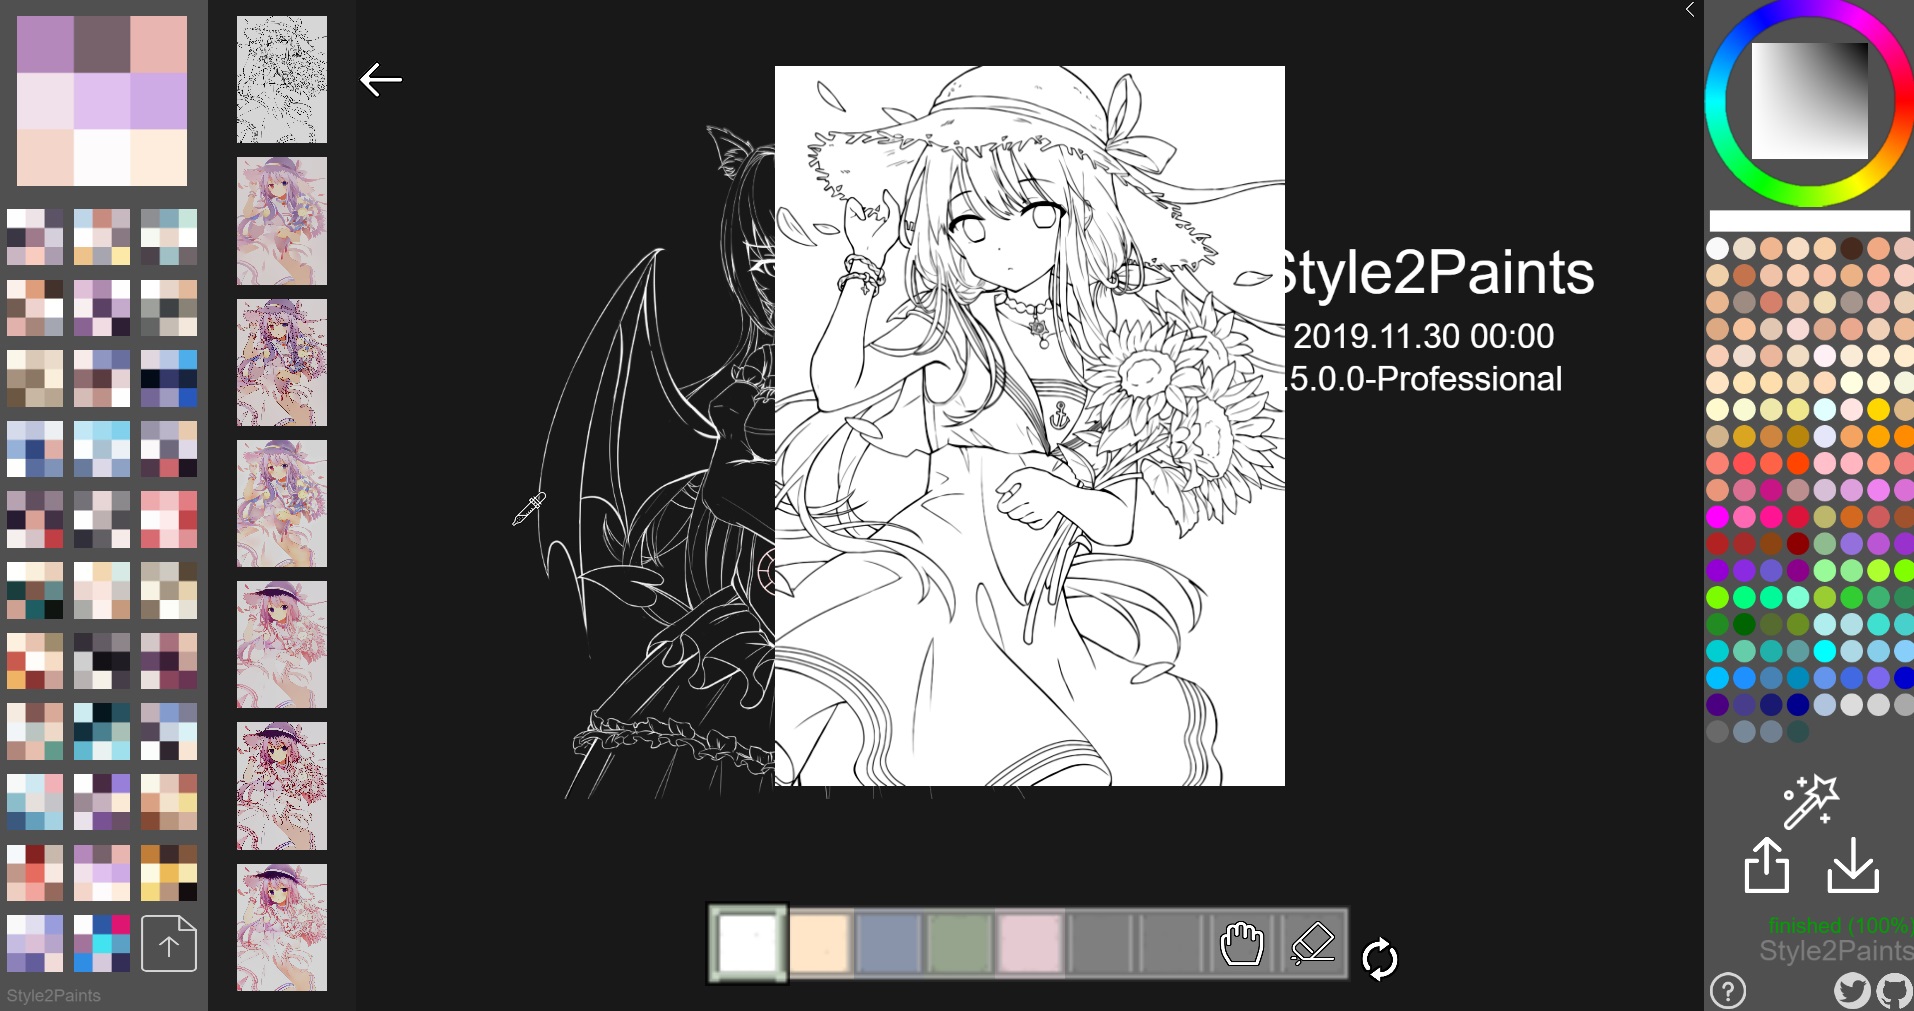 Style2Paints
2019.11.30 00:00
.5.0.0-Professional
finished (100%)
Style2Paints
Style2Paints
?